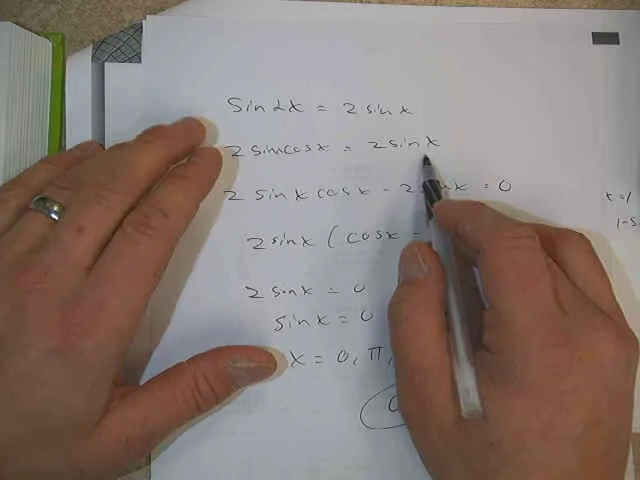 sin 2x = 2 sin x
2 sin x cos x = 2 sin x
2 sin x cos x - 2 sin x = 0
2 sin x ( cos x -
2 sin x = 0
sin x = 0
x = 0, π,